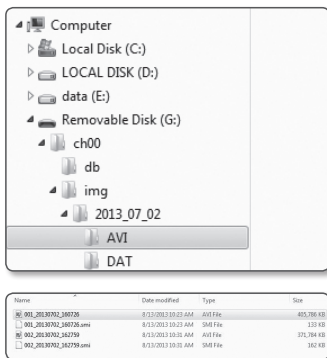 Computer
Local Disk (C:)
LOCAL DISK (D:)
data (E:)
Removable Disk (G:)
ch00
db
img
2013_07_02
AVI
DAT
Name Date modified Type Size
001_20130702_160726 8/13/2013 10:23 AM AVI File 405,786 KB
001_20130702_160726.smi 8/13/2013 10:23 AM SMI File 133 KB
002_20130702_162759 8/13/2013 10:31 AM AVI File 371,784 KB
002_20130702_162759.smi 8/13/2013 10:31 AM SMI File 162 KB